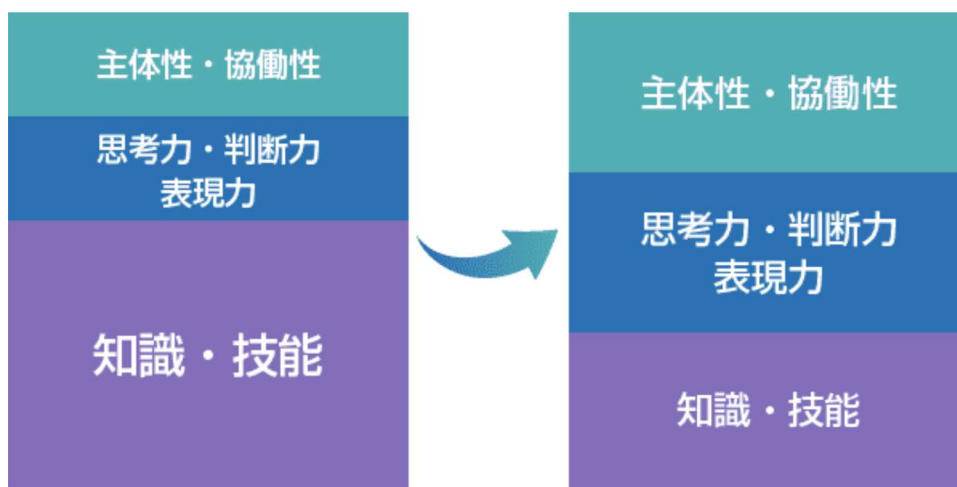 主体性・協働性
思考力・判断力
表現力
知識・技能
主体性・協働性
思考力・判断力
表現力
知識・技能